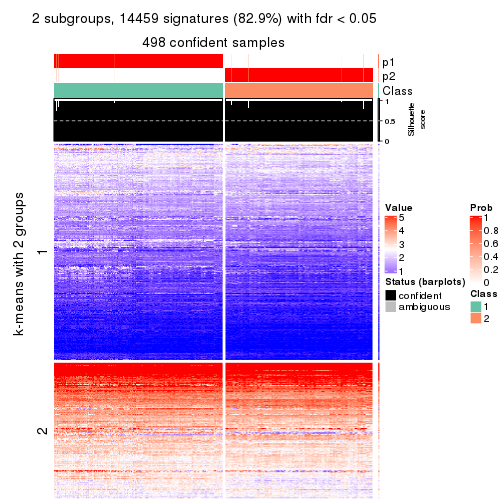 2 subgroups, 14459 signatures (82.9%) with fdr < 0.05
498 confident samples
p1
p2
Class
1
0.5
0
Silhouette
score
k-means with 2 groups
1
2
Value
5
4
3
2
1
Status (barplots)
confident
ambiguous
Prob
1
0.8
0.6
0.4
0.2
0
Class
1
2